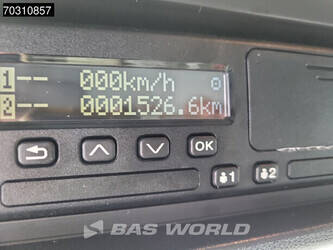 70310857
1-- 000km/h
2-- 0001526.6km
OK
1 2
BAS WORLD